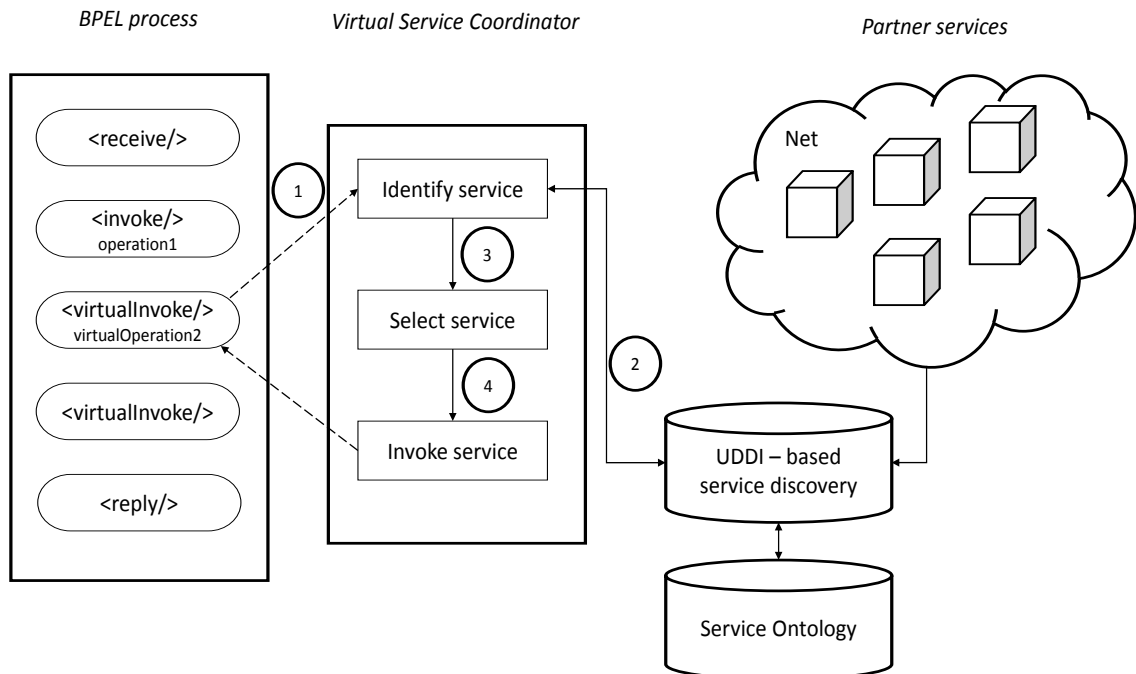 BPEL process
Virtual Service Coordinator
Partner services
<receive/>
<invoke/>
operation1
<virtualInvoke/>
virtualOperation2
<virtualInvoke/>
<reply/>
1
Identify service
3
Select service
4
Invoke service
2
Net
UDDI – based
service discovery
Service Ontology